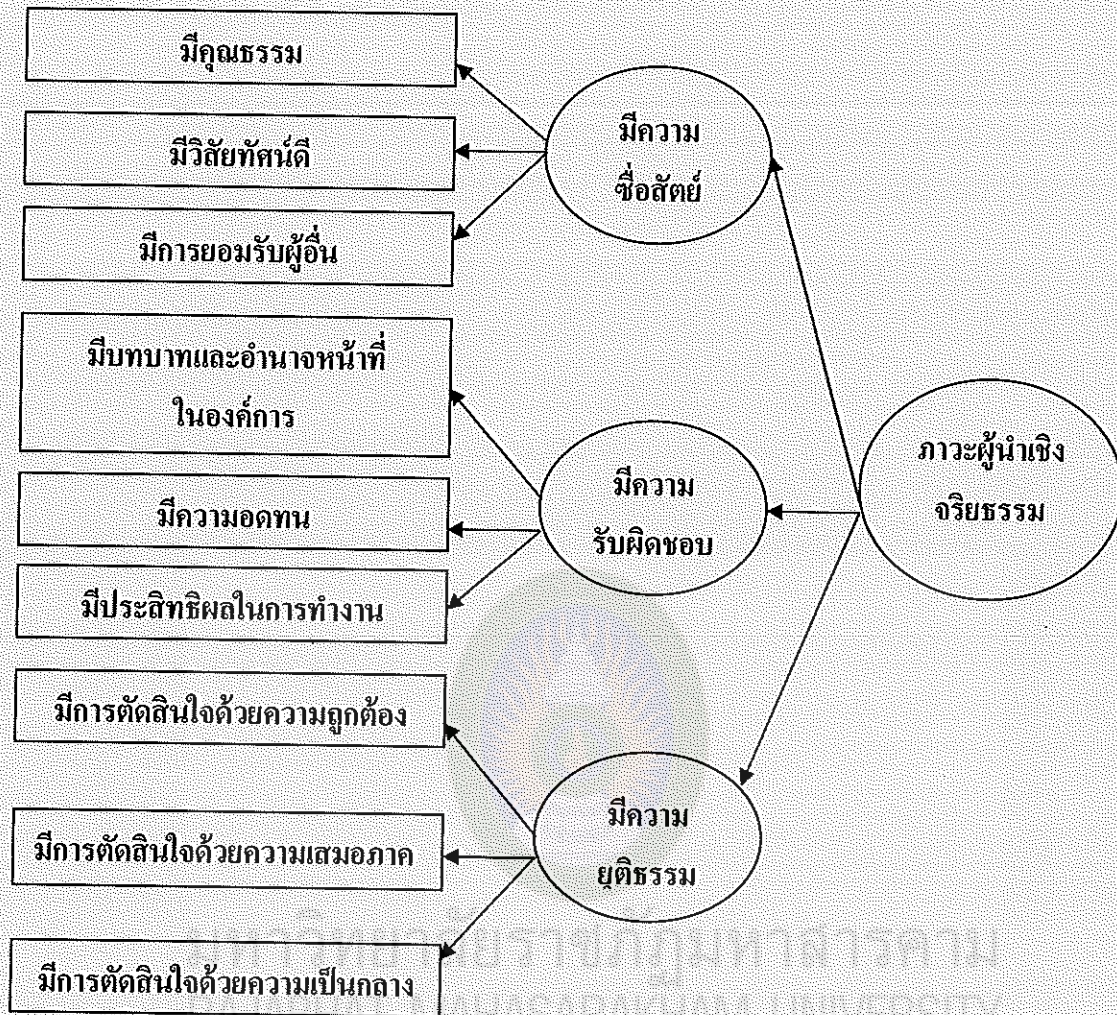 มีคุณธรรม
มีวิสัยทัศน์ดี
มีการยอมรับผู้อื่น
มีความ
ซื่อสัตย์
มีบทบาทและอำนาจหน้าที่
ในองค์การ
มีความอดทน
มีประสิทธิผลในการทำงาน
มีความ
รับผิดชอบ
ภาวะผู้นำเชิง
จริยธรรม
มีการตัดสินใจด้วยความถูกต้อง
มีการตัดสินใจด้วยความเสมอภาค
มีการตัดสินใจด้วยความเป็นกลาง
มีความ
ยุติธรรม